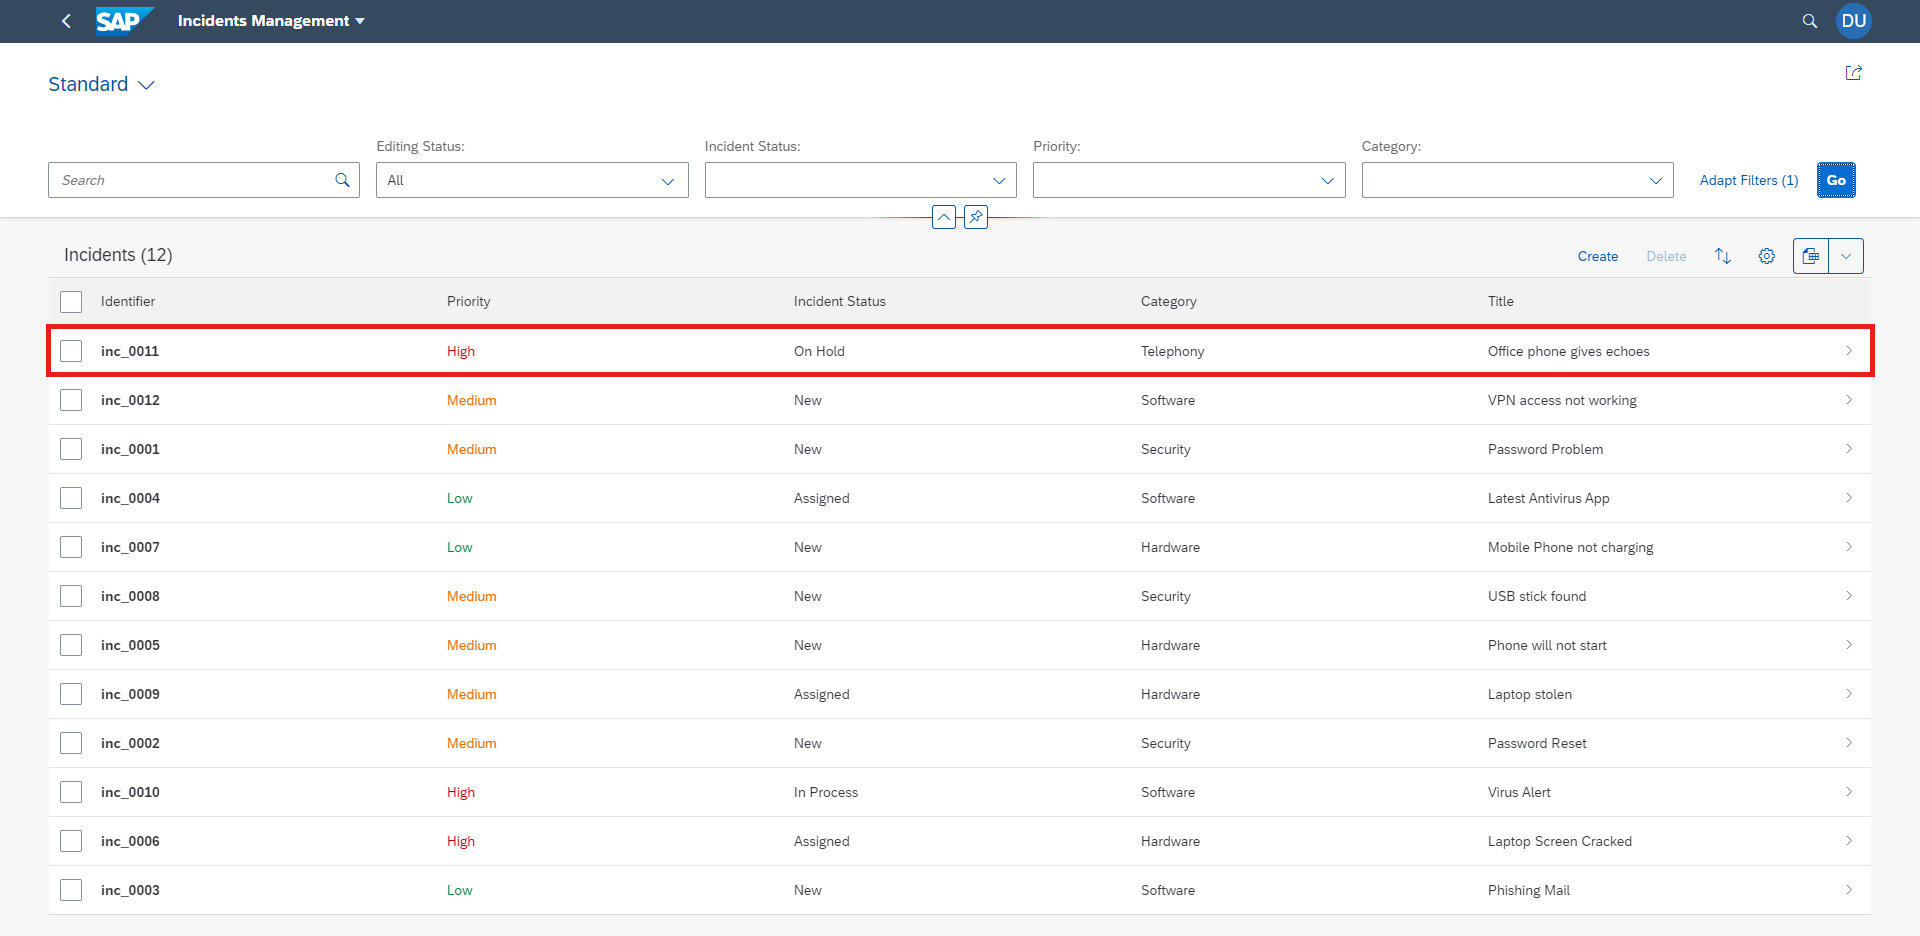 SAP Incidents Management DU
Standard
Editing Status: Incident Status: Priority: Category:
Search All Adapt Filters (1) Go
Incidents (12) Create Delete
Identifier Priority Incident Status Category Title
inc_0011 High On Hold Telephony Office phone gives echoes
inc_0012 Medium New Software VPN access not working
inc_0001 Medium New Security Password Problem
inc_0004 Low Assigned Software Latest Antivirus App
inc_0007 Low New Hardware Mobile Phone not charging
inc_0008 Medium New Security USB stick found
inc_0005 Medium New Hardware Phone will not start
inc_0009 Medium Assigned Hardware Laptop stolen
inc_0002 Medium New Security Password Reset
inc_0010 High In Process Software Virus Alert
inc_0006 High Assigned Hardware Laptop Screen Cracked
inc_0003 Low New Software Phishing Mail